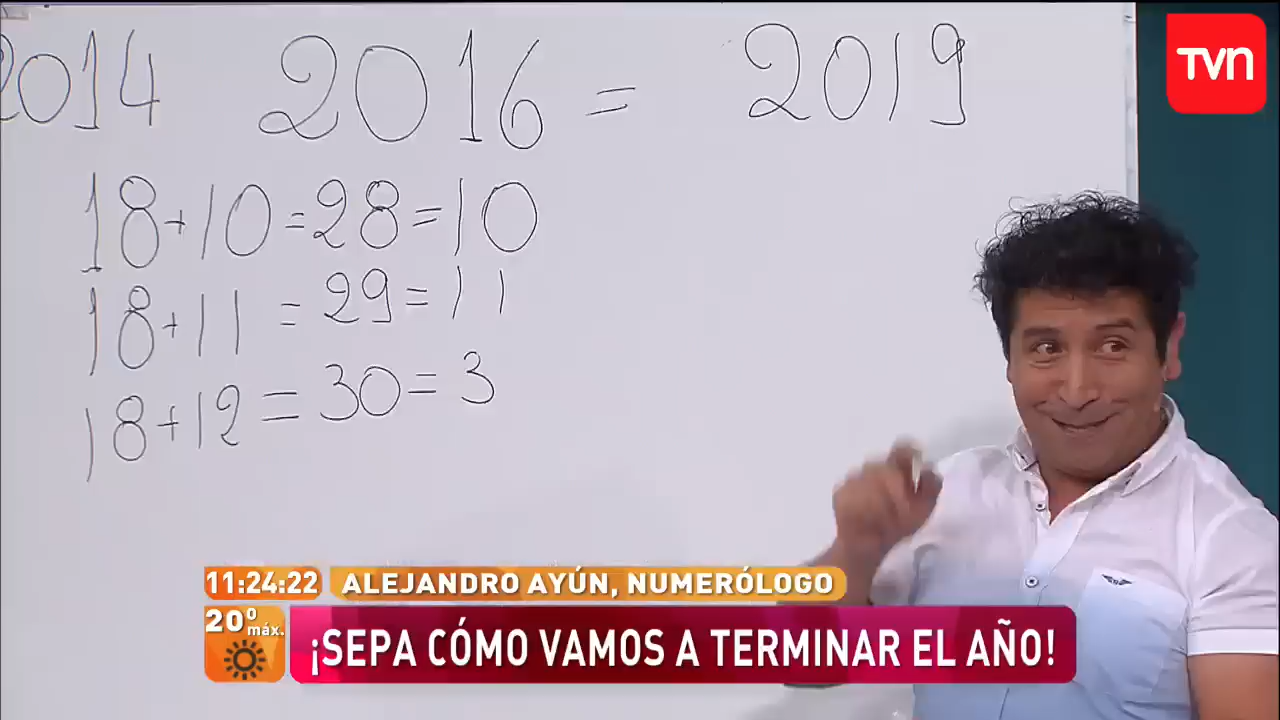 2014 2016 = 2019
TVN
18+10=28=10
18+11=29=11
18+12=30=3
11:24:22 ALEJANDRO AYÚN, NUMERÓLOGO
20º máx.
¡SEPA CÓMO VAMOS A TERMINAR EL AÑO!